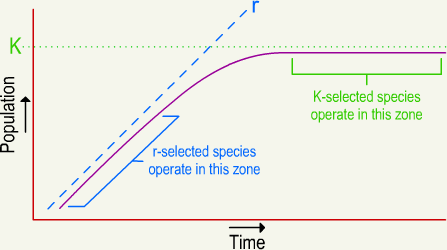 r
K
Population
K-selected species
operate in this zone
r-selected species
operate in this zone
Time